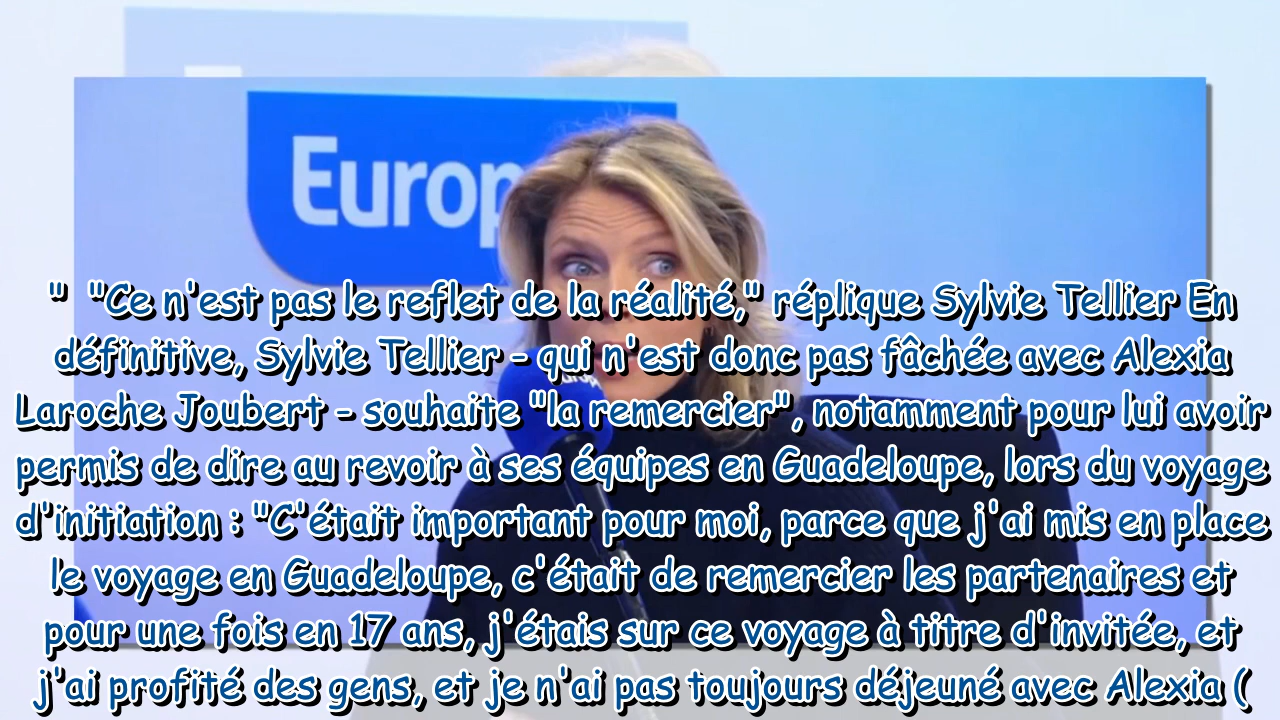 Europ
Europ
" "Ce n'est pas le reflet de la réalité," réplique Sylvie Tellier En
définitive, Sylvie Tellier - qui n'est donc pas fâchée avec Alexia
Laroche Joubert - souhaite "la remercier", notamment pour lui avoir
permis de dire au revoir à ses équipes en Guadeloupe, lors du voyage
d'initiation : "C'était important pour moi, parce que j'ai mis en place
le voyage en Guadeloupe, c'était de remercier les partenaires et
pour une fois en 17 ans, j'étais sur ce voyage à titre d'invitée, et
j'ai profité des gens, et je n'ai pas toujours déjeuné avec Alexia (